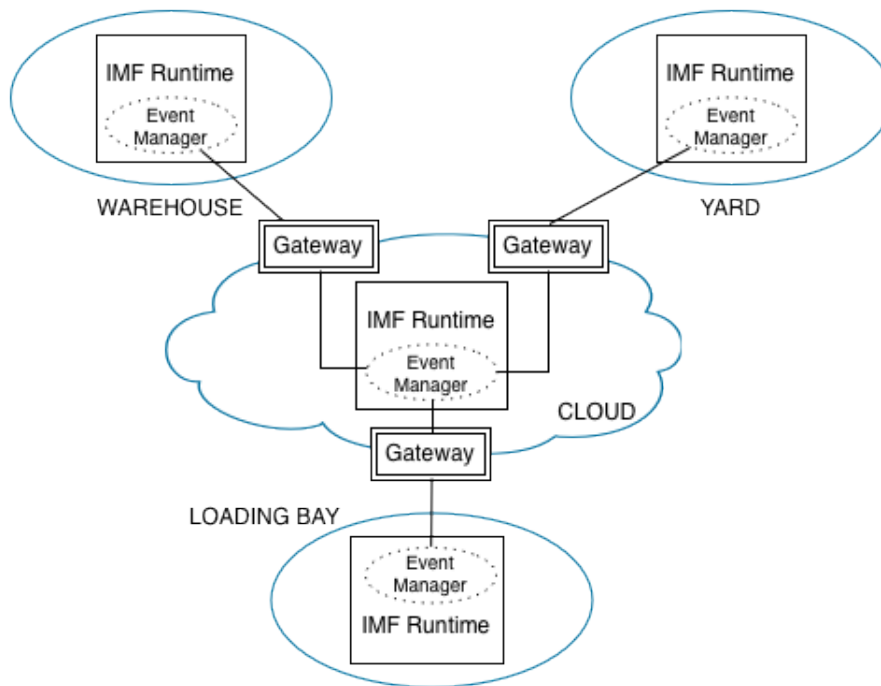 IMF Runtime
Event
Manager
WAREHOUSE
IMF Runtime
Event
Manager
YARD
Gateway
Gateway
IMF Runtime
Event
Manager
CLOUD
Gateway
LOADING BAY
Event
Manager
IMF Runtime